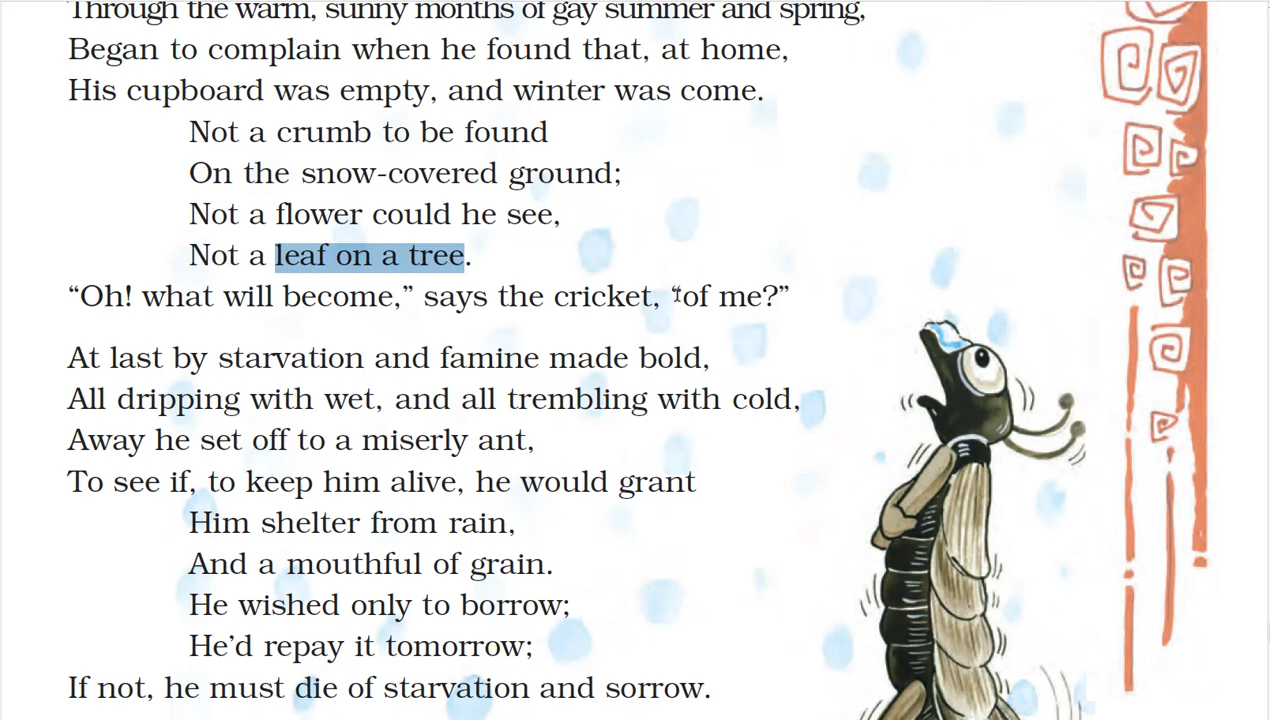 Through the warm, sunny months of gay summer and spring,
Began to complain when he found that, at home,
His cupboard was empty, and winter was come.
Not a crumb to be found
On the snow-covered ground;
Not a flower could he see,
Not a leaf on a tree.
“Oh! what will become,” says the cricket, “of me?”
At last by starvation and famine made bold,
All dripping with wet, and all trembling with cold,
Away he set off to a miserly ant,
To see if, to keep him alive, he would grant
Him shelter from rain,
And a mouthful of grain.
He wished only to borrow;
He’d repay it tomorrow;
If not, he must die of starvation and sorrow.